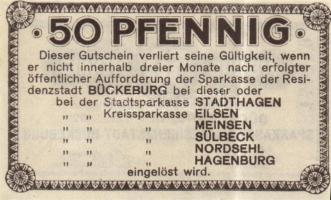 · 50 PFENNIG ·
Dieser Gutschein verliert seine Gültigkeit, wenn
er nicht innerhalb dreier Monate nach erfolgter
öffentlicher Aufforderung der Sparkasse der Resi-
denzstadt BÜCKEBURG bei dieser oder
bei der Stadtsparkasse STADTHAGEN
„ „ Kreissparkasse EILSEN
„ „ „ MEINSEN
„ „ „ SÜLBECK
„ „ „ NORDSEHL
„ „ „ HAGENBURG
eingelöst wird.